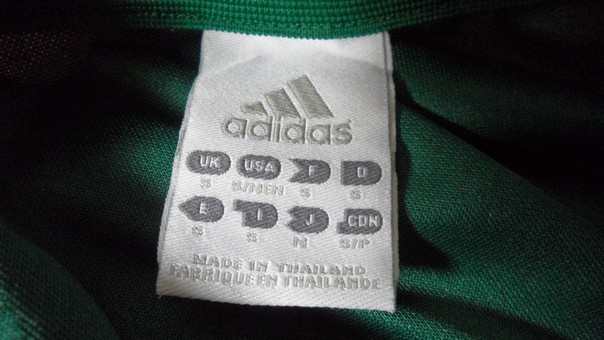 adidas
UK USA F D
S S/MEN S S
E I J CDN
S S M S/P
MADE IN THAILAND
FABRIQUE EN THAILANDE